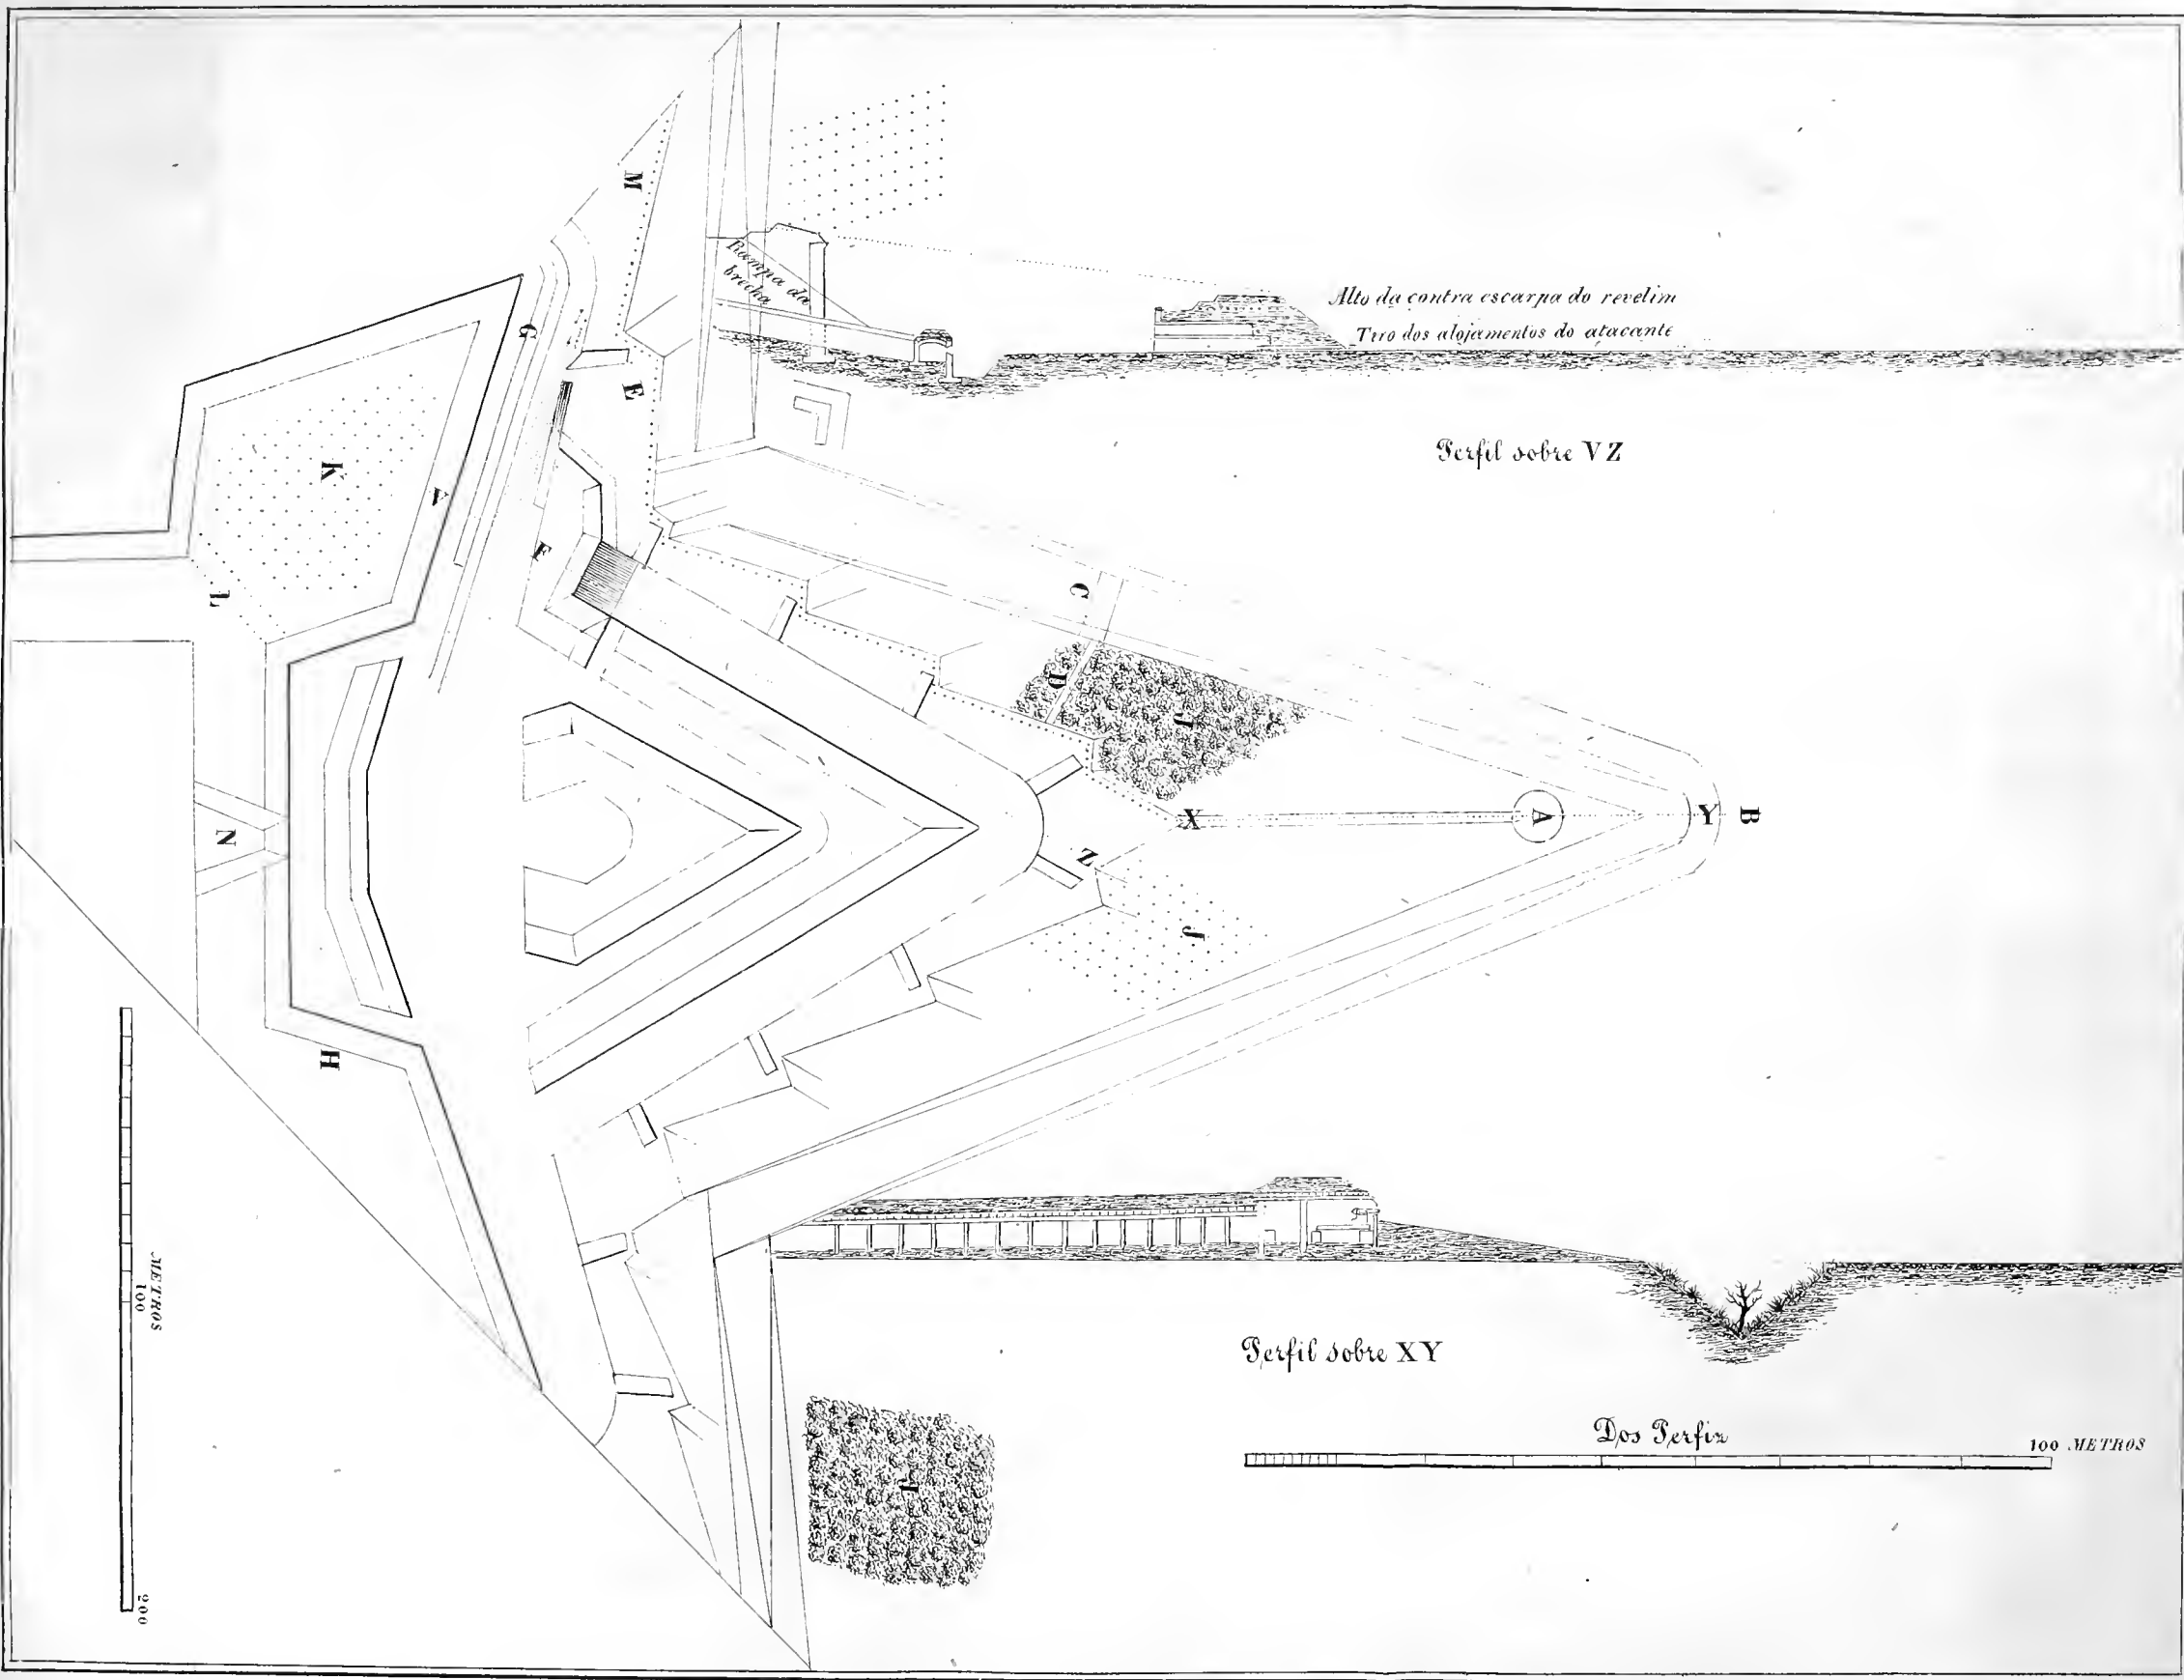 M
Rampa da
brecha
Alto da contra escarpa do revelim
Tiro dos alojamentos do atacante
G
E
Perfil sobre VZ
K
V
F
L
C
D
J
X
A
Y
B
Z
N
J
H
METROS
100
200
Perfil sobre XY
Dos Perfiz
100 METROS